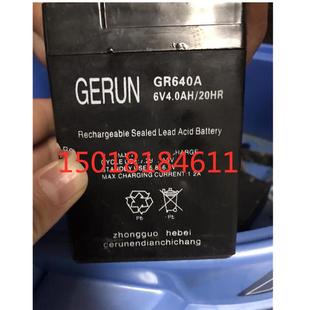 GERUN
GR640A
6V4.0AH/20HR
Rechargeable Sealed Lead Acid Battery
15018184611
MAX CHARGING CURRENT 1.2A
Pb
Pb
zhongguo hebei
gerundianchichang